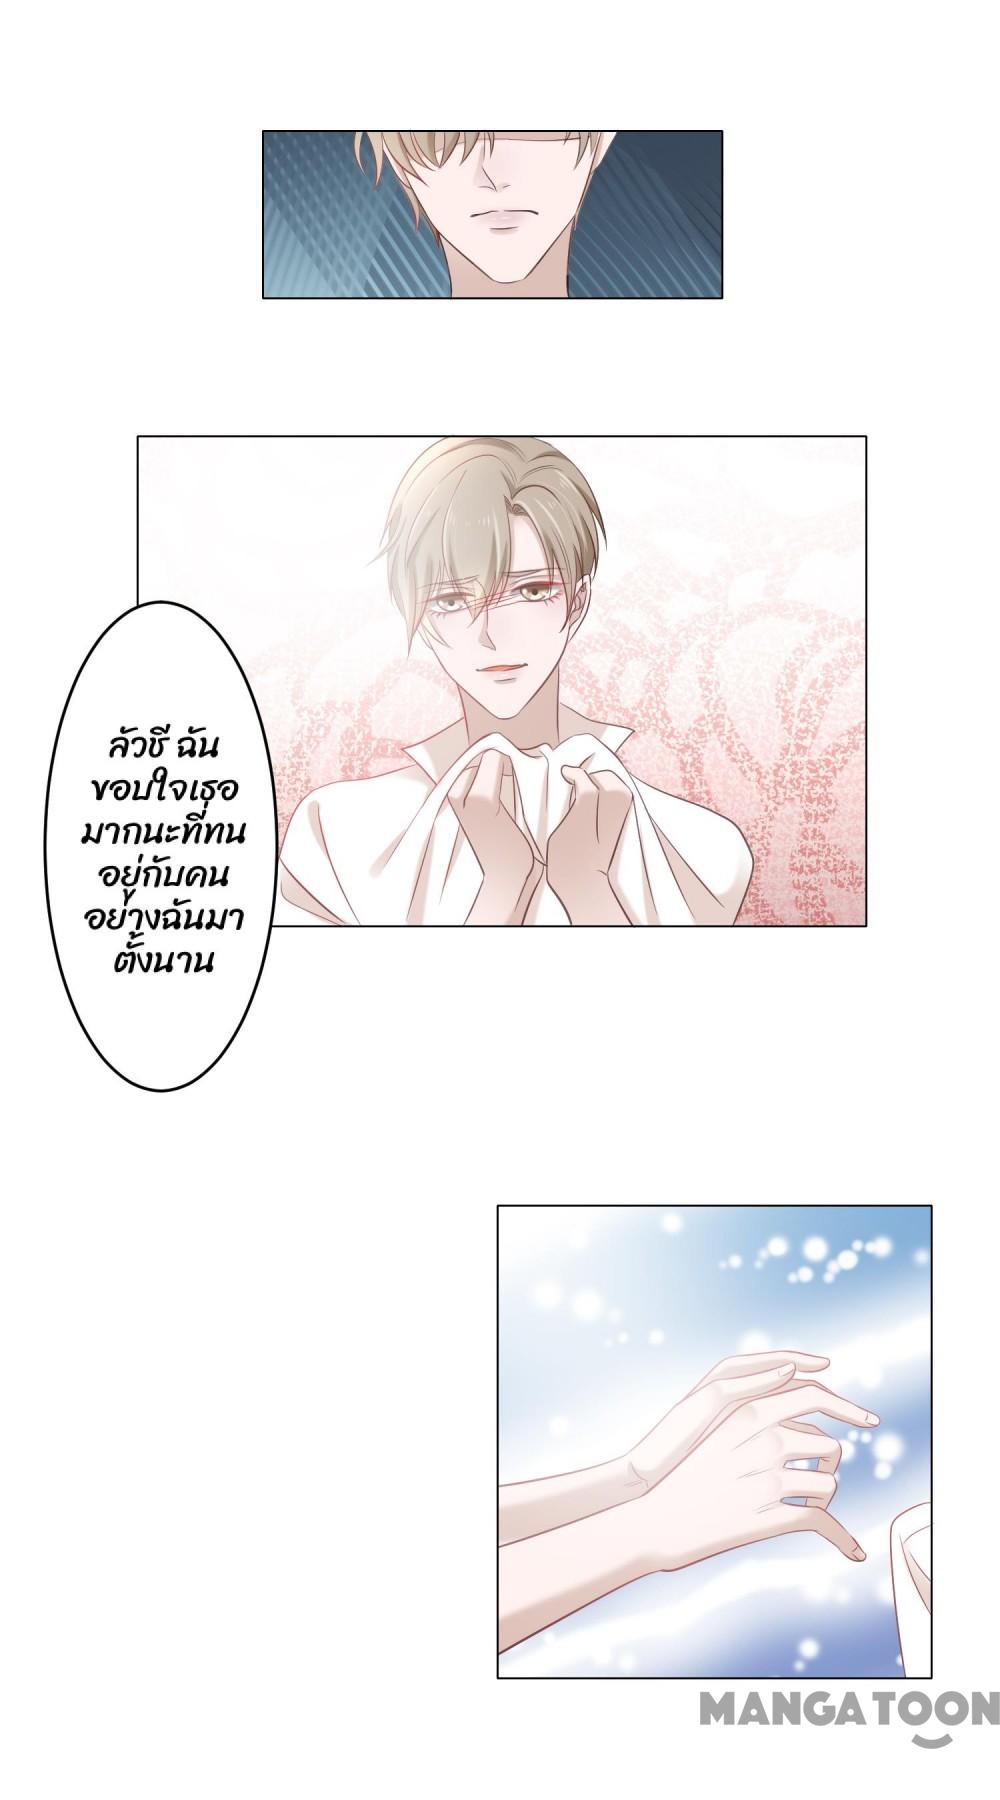 ลัวชี ฉัน
ขอบใจเธอ
มากนะที่ทน
อยู่กับคน
อย่างฉันมา
ตั้งนาน
MANGATOON